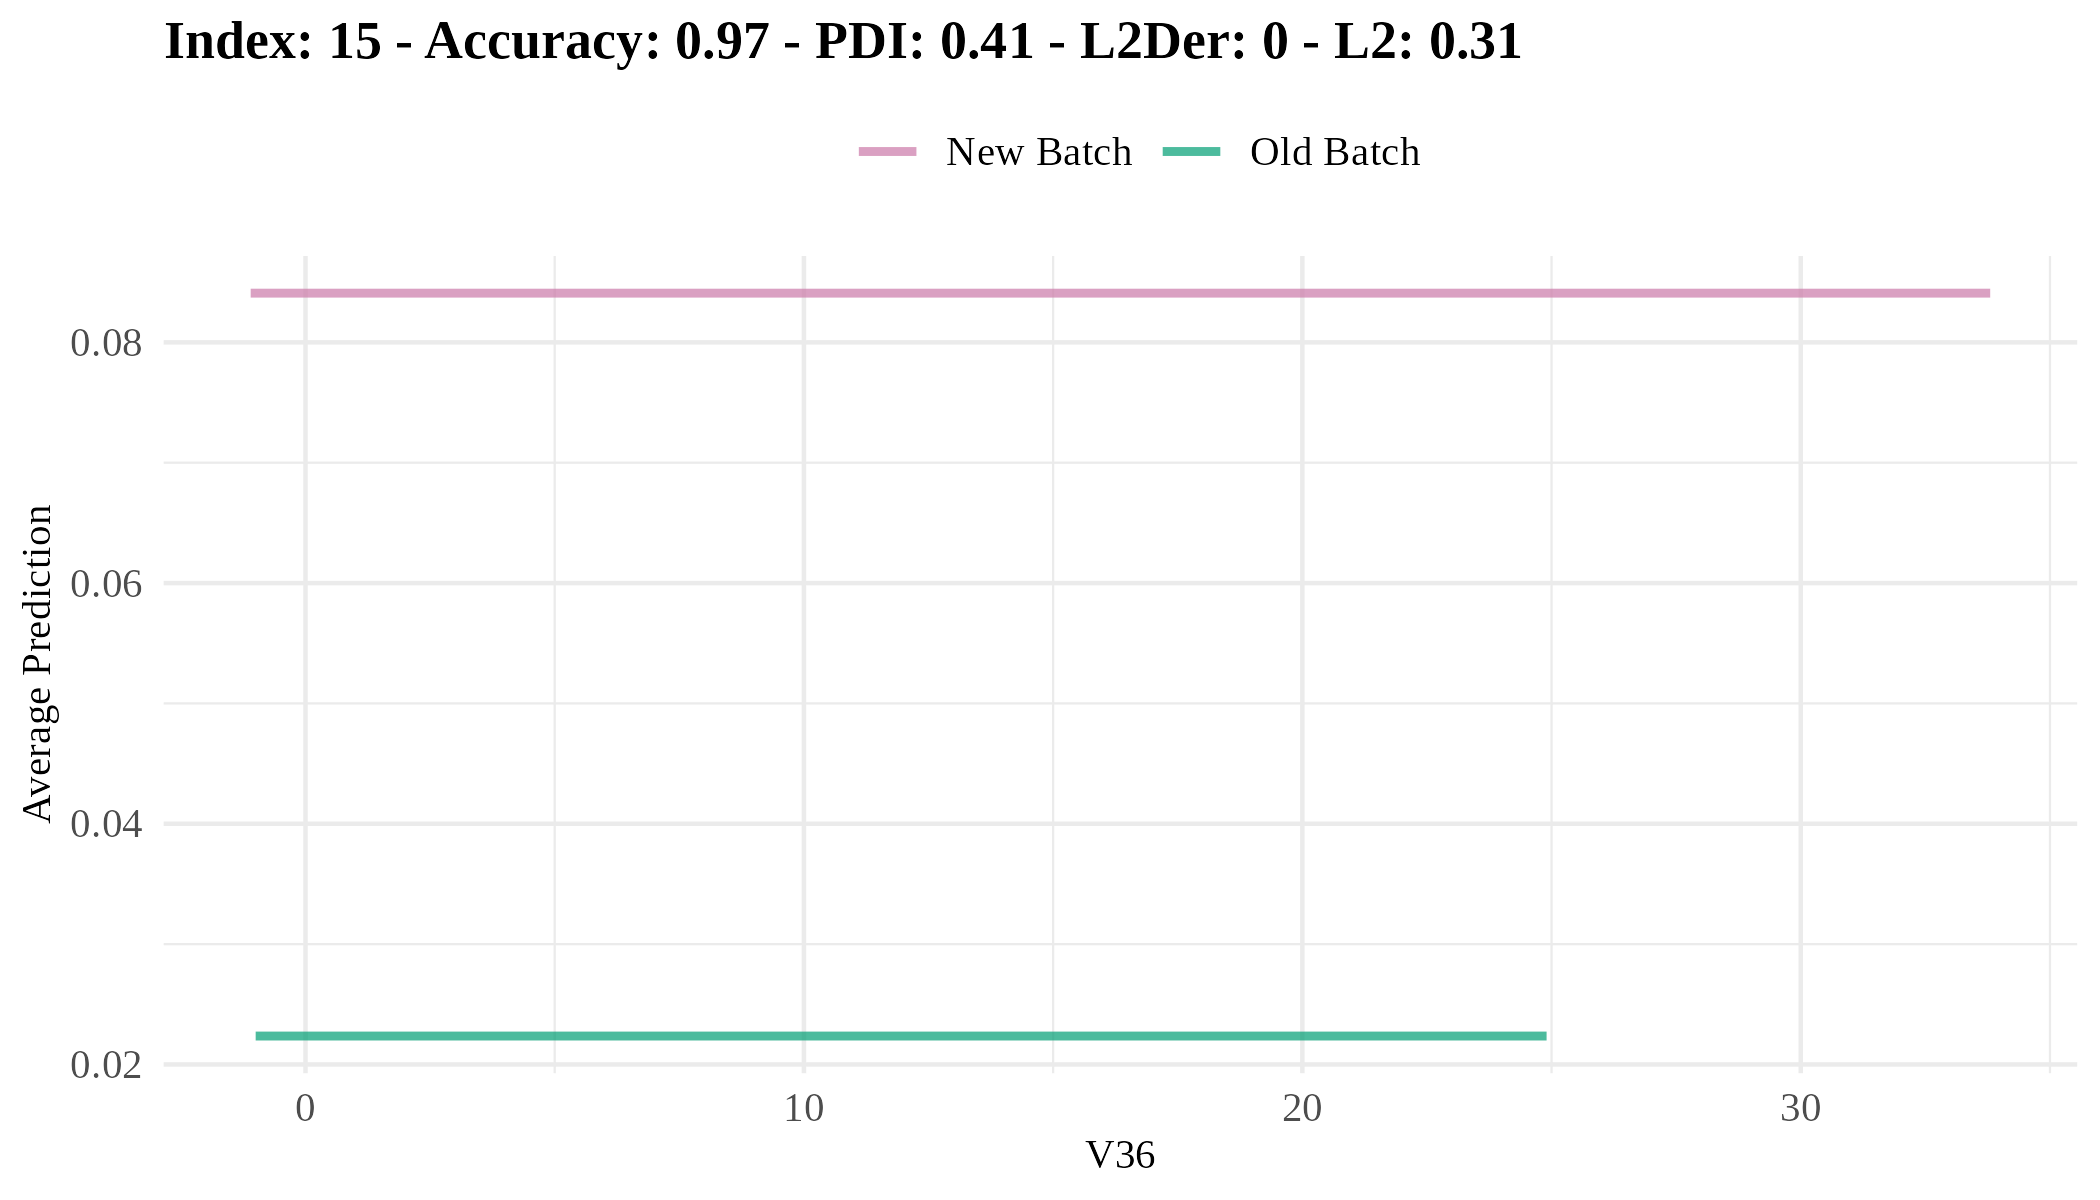 Index: 15 - Accuracy: 0.97 - PDI: 0.41 - L2Der: 0 - L2: 0.31
New Batch Old Batch
Average Prediction
0.08
0.06
0.04
0.02
0 10 20 30
V36